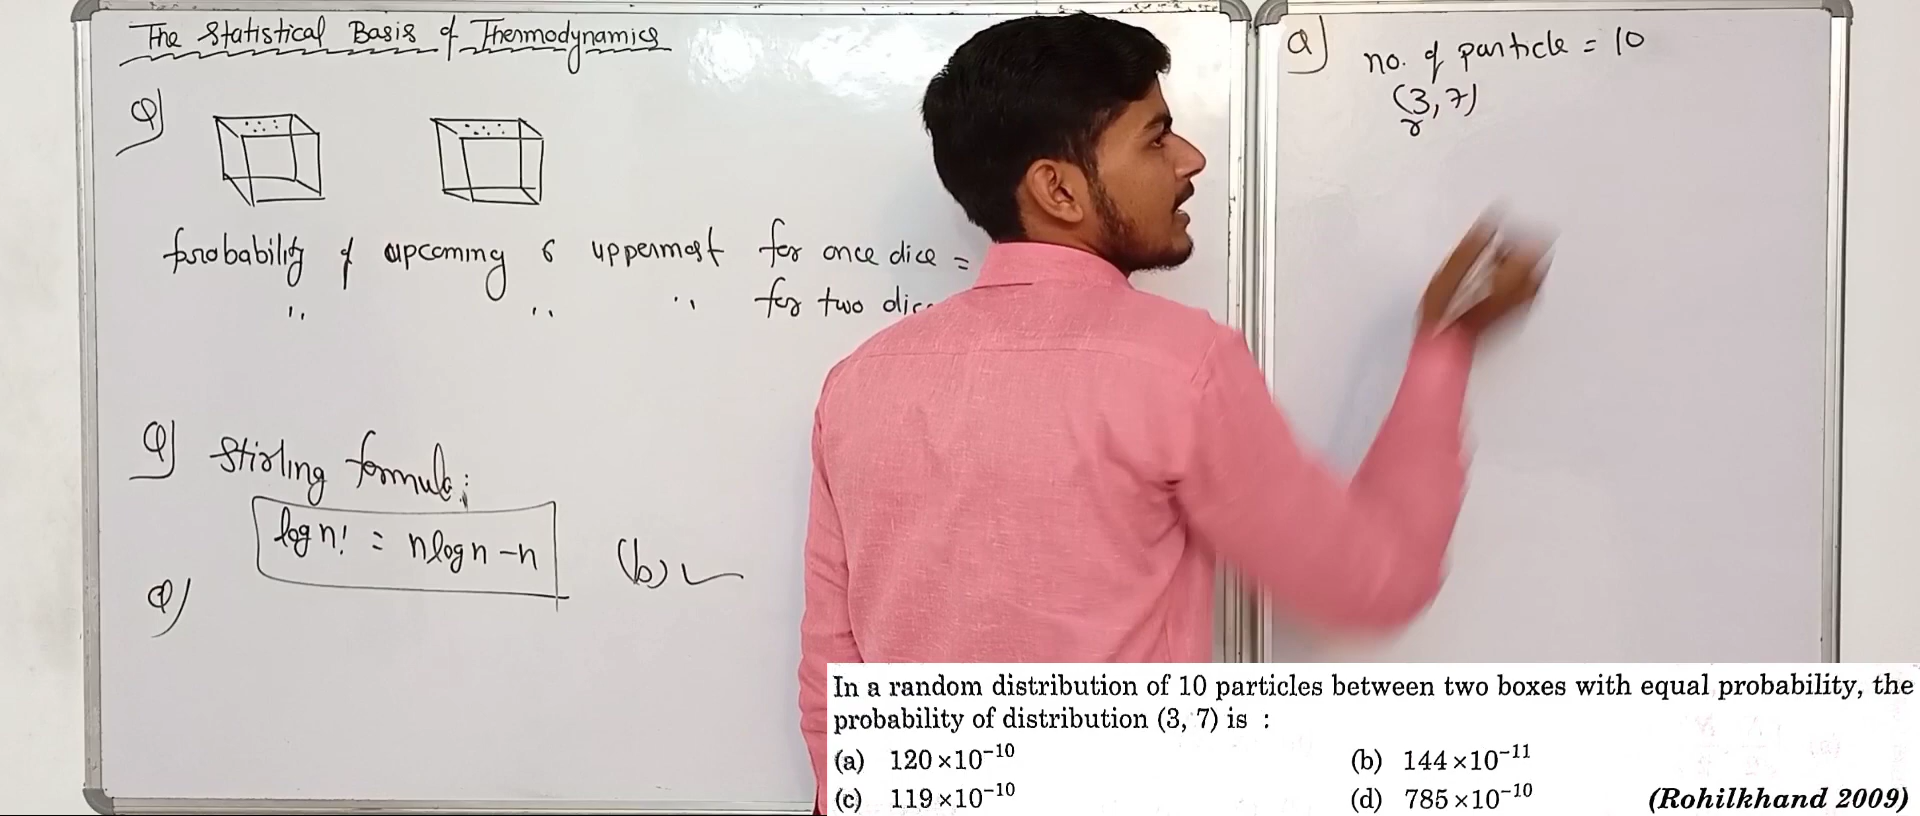 The Statistical Basis of Thermodynamics
Q)
probability of upcoming 6 uppermost for once dice =
" " " for two dice
Q) Stirling formula:
log n! = n log n - n
(b) ✓
Q)
Q) no. of particle = 10
(3, 7)
r
In a random distribution of 10 particles between two boxes with equal probability, the
probability of distribution (3, 7) is :
(a) 120 ×10⁻¹⁰ (b) 144 ×10⁻¹¹
(c) 119 ×10⁻¹⁰ (d) 785 ×10⁻¹⁰ (Rohilkhand 2009)